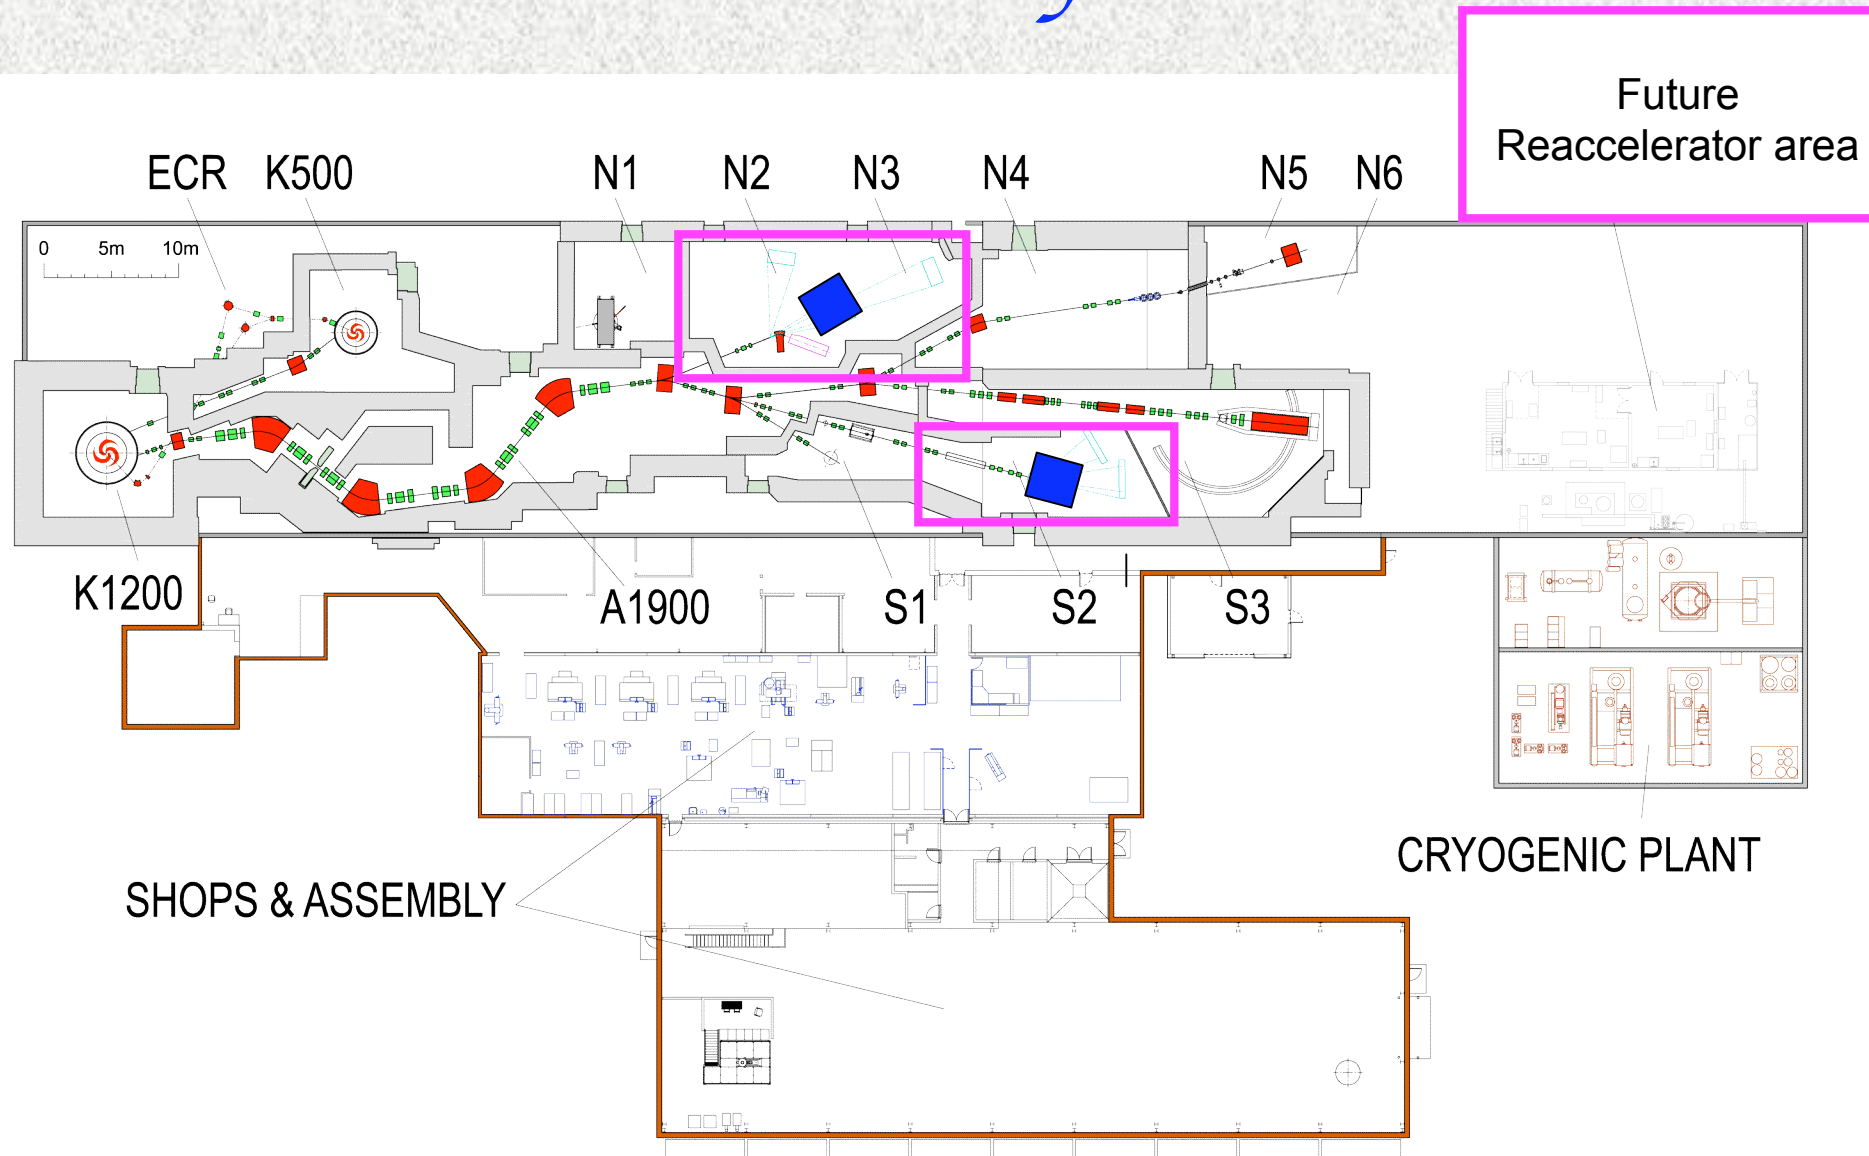 Future
Reaccelerator area
ECR K500 N1 N2 N3 N4 N5 N6
0 5m 10m
K1200 A1900 S1 S2 S3
CRYOGENIC PLANT
SHOPS & ASSEMBLY